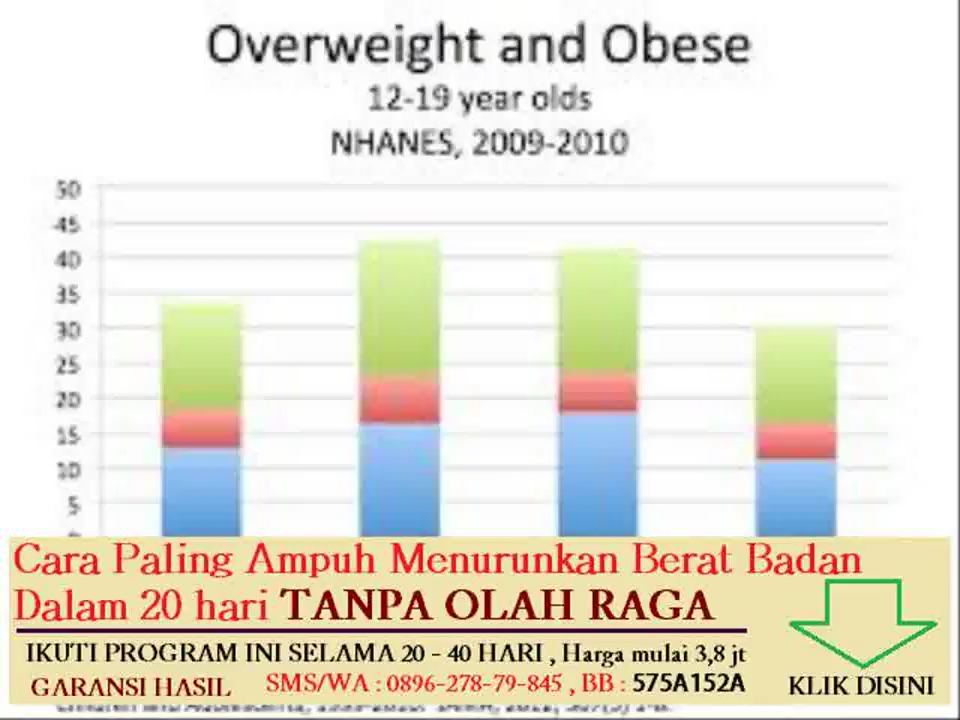 Overweight and Obese
12-19 year olds
NHANES, 2009-2010
50
45
40
35
30
25
20
15
10
5
Cara Paling Ampuh Menurunkan Berat Badan
Dalam 20 hari TANPA OLAH RAGA
IKUTI PROGRAM INI SELAMA 20 - 40 HARI , Harga mulai 3,8 jt
GARANSI HASIL SMS/WA : 0896-278-79-845 , BB : 575A152A
KLIK DISINI